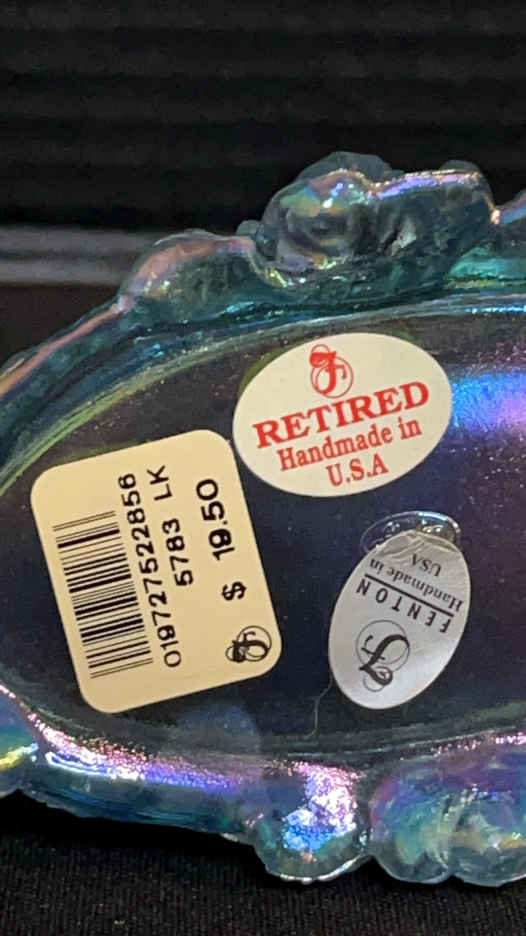 F
RETIRED
Handmade in
U.S.A
019727522856
5783 LK
$ 19.50
F
F
FENTON
Handmade in
USA